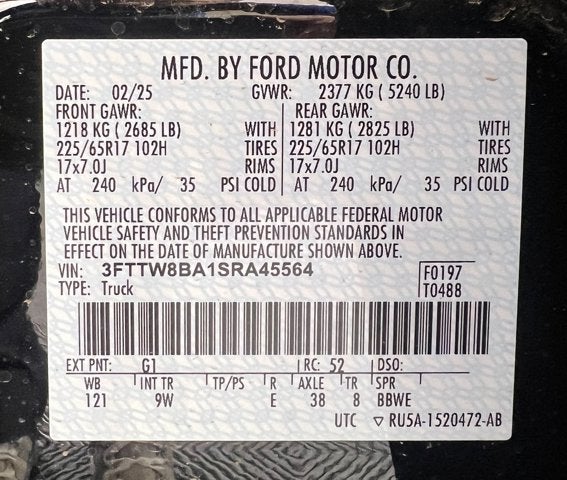 MFD. BY FORD MOTOR CO.
DATE: 02/25 GVWR: 2377 KG ( 5240 LB)
FRONT GAWR: REAR GAWR:
1218 KG ( 2685 LB) WITH 1281 KG ( 2825 LB) WITH
225/65R17 102H TIRES 225/65R17 102H TIRES
17x7.0J RIMS 17x7.0J RIMS
AT 240 kPa/ 35 PSI COLD AT 240 kPa/ 35 PSI COLD
THIS VEHICLE CONFORMS TO ALL APPLICABLE FEDERAL MOTOR
VEHICLE SAFETY AND THEFT PREVENTION STANDARDS IN
EFFECT ON THE DATE OF MANUFACTURE SHOWN ABOVE.
VIN: 3FTTW8BA1SRA45564 F0197
TYPE: Truck T0488
EXT PNT: G1 RC: 52 DSO:
WB INT TR TP/PS R AXLE TR SPR
121 9W E 38 8 BBWE
UTC ▽ RU5A-1520472-AB